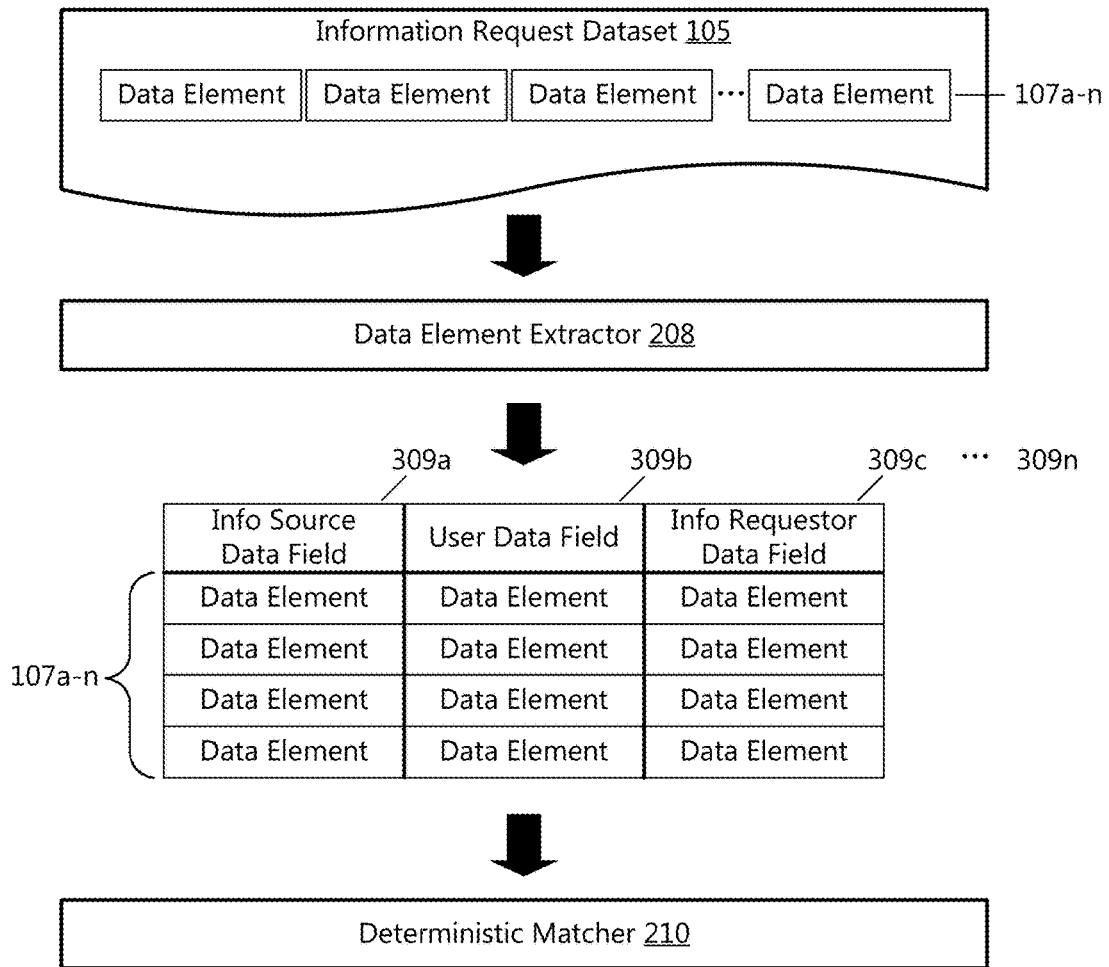 Information Request Dataset 105
Data Element Data Element Data Element ••• Data Element 107a-n
Data Element Extractor 208
309a 309b 309c ••• 309n
Info Source Data Field User Data Field Info Requestor Data Field
Data Element Data Element Data Element
Data Element Data Element Data Element
107a-n
Data Element Data Element Data Element
Data Element Data Element Data Element
Deterministic Matcher 210